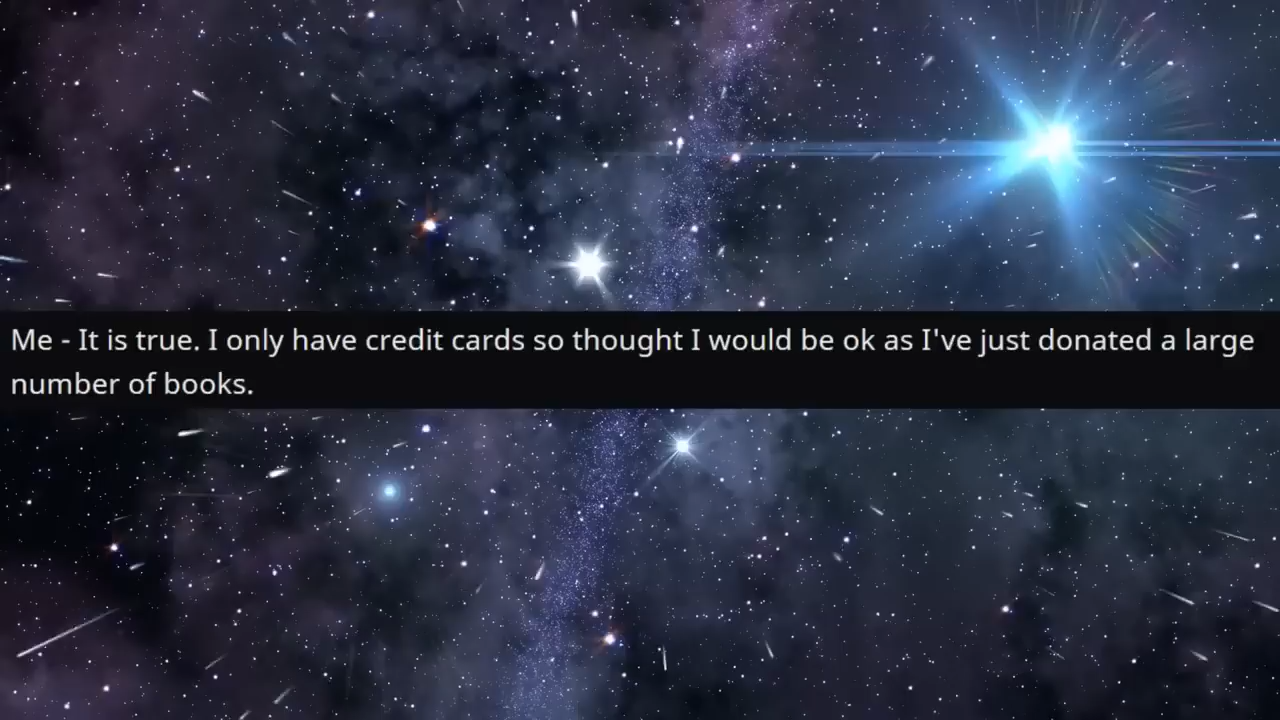 Me - It is true. I only have credit cards so thought I would be ok as I've just donated a large
number of books.